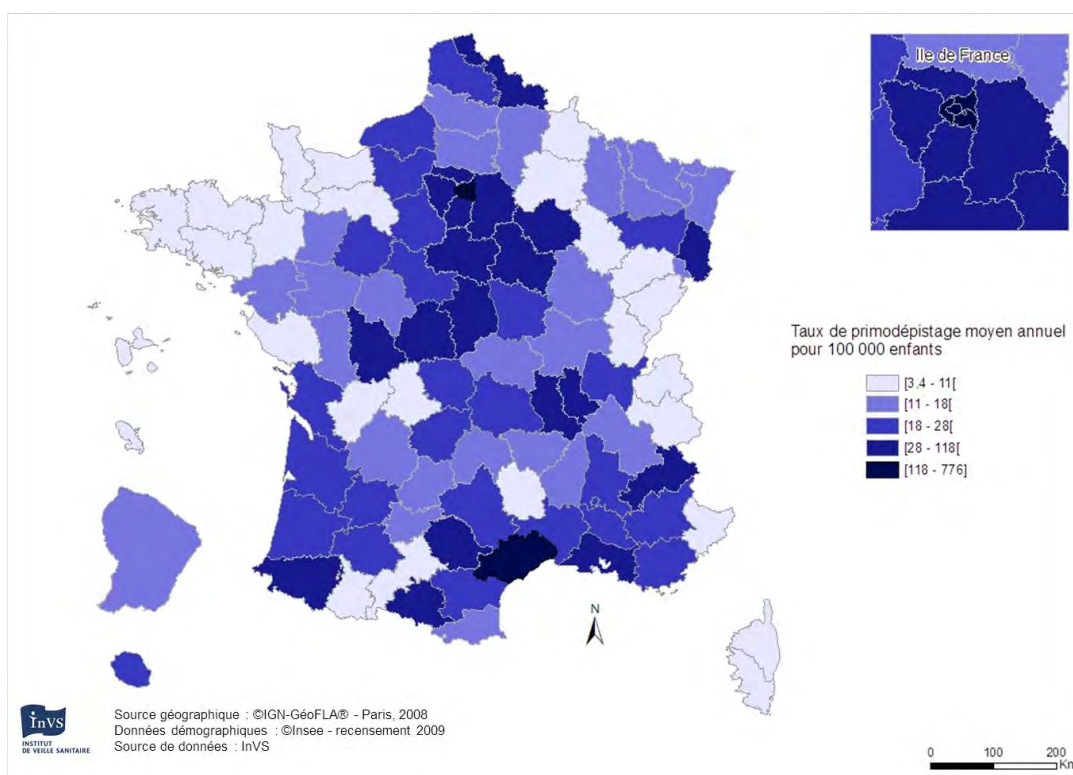 Ile de France
Taux de primodépistage moyen annuel
pour 100 000 enfants
[3,4 - 11[
[11 - 18[
[18 - 28[
[28 - 118[
[118 - 776]
N
InVS
INSTITUT
DE VEILLE SANITAIRE
Source géographique : ©IGN-GéoFLA® - Paris, 2008
Données démographiques : ©Insee - recensement 2009
Source de données : InVS
0 100 200
Km